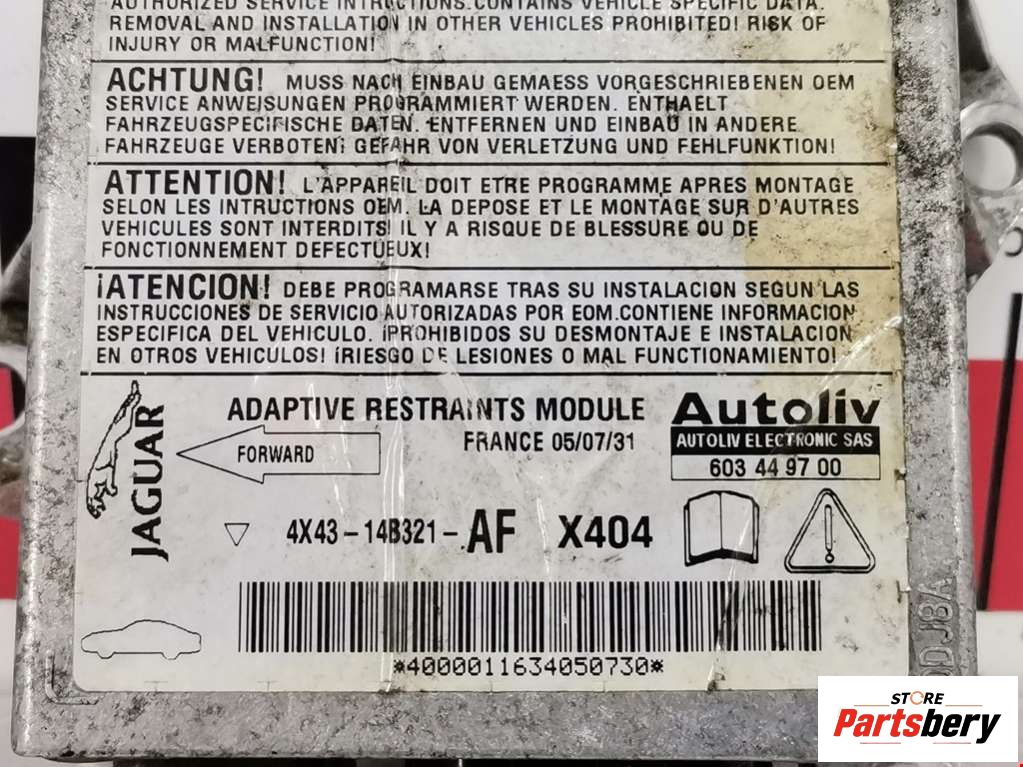 AUTHORIZED SERVICE INTRUCTIONS.CONTAINS VEHICLE SPECIFIC DATA.
REMOVAL AND INSTALLATION IN OTHER VEHICLES PROHIBITED! RISK OF
INJURY OR MALFUNCTION!
ACHTUNG! MUSS NACH EINBAU GEMAESS VORGESCHRIEBENEN OEM
SERVICE ANWEISUNGEN PROGRAMMIERT WERDEN. ENTHAELT
FAHRZEUGSPECIFISCHE DATEN. ENTFERNEN UND EINBAU IN ANDERE
FAHRZEUGE VERBOTEN; GEFAHR VON VERLETZUNG UND FEHLFUNKTION!
ATTENTION! L'APPAREIL DOIT ETRE PROGRAMME APRES MONTAGE
SELON LES INTRUCTIONS OEM. LA DEPOSE ET LE MONTAGE SUR D'AUTRES
VEHICULES SONT INTERDITS! IL Y A RISQUE DE BLESSURE OU DE
FONCTIONNEMENT DEFECTUEUX!
¡ATENCION! DEBE PROGRAMARSE TRAS SU INSTALACION SEGUN LAS
INSTRUCCIONES DE SERVICIO AUTORIZADAS POR EOM.CONTIENE INFORMACION
ESPECIFICA DEL VEHICULO. ¡PROHIBIDOS SU DESMONTAJE E INSTALACION
EN OTROS VEHICULOS! ¡RIESGO DE LESIONES O MAL FUNCTIONAMIENTO!
JAGUAR
ADAPTIVE RESTRAINTS MODULE
FRANCE 05/07/31
FORWARD
Autoliv
AUTOLIV ELECTRONIC SAS
603 44 97 00
4X43-14B321-AF X404
*4000011634050730*
STORE
Partsbery